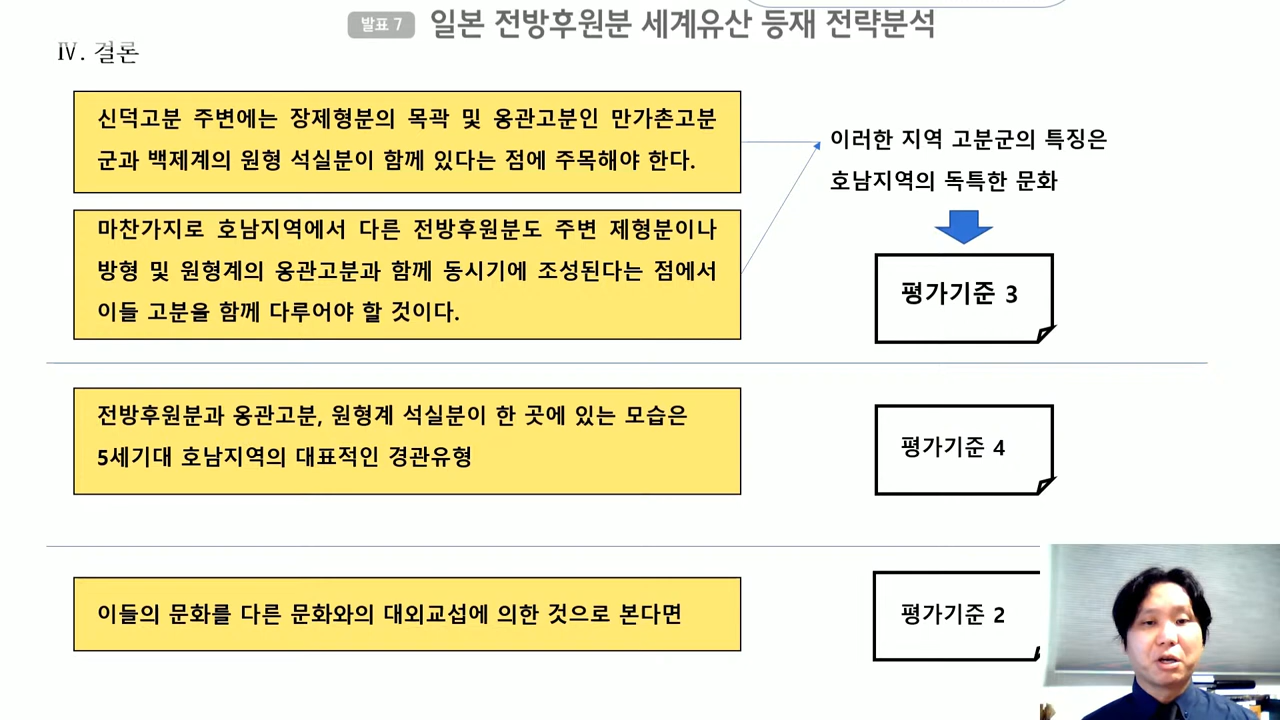 발표 7 일본 전방후원분 세계유산 등재 전략분석
Ⅳ. 결론
신덕고분 주변에는 장제형분의 목곽 및 옹관고분인 만가촌고분
군과 백제계의 원형 석실분이 함께 있다는 점에 주목해야 한다.
이러한 지역 고분군의 특징은
호남지역의 독특한 문화
마찬가지로 호남지역에서 다른 전방후원분도 주변 제형분이나
방형 및 원형계의 옹관고분과 함께 동시기에 조성된다는 점에서
이들 고분을 함께 다루어야 할 것이다.
평가기준 3
전방후원분과 옹관고분, 원형계 석실분이 한 곳에 있는 모습은
5세기대 호남지역의 대표적인 경관유형
평가기준 4
이들의 문화를 다른 문화와의 대외교섭에 의한 것으로 본다면
평가기준 2